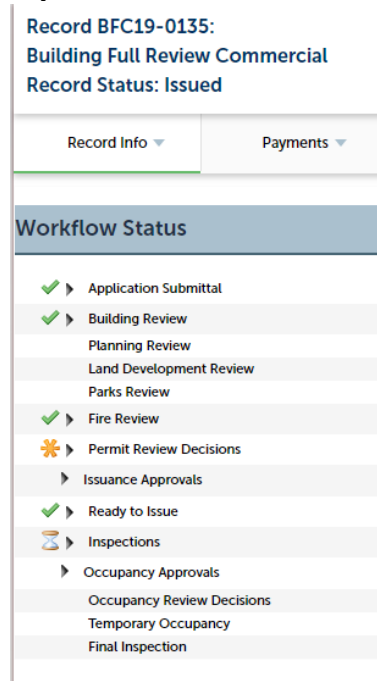 Record BFC19-0135:
Building Full Review Commercial
Record Status: Issued
Record Info
Payments
Workflow Status
Application Submittal
Building Review
Planning Review
Land Development Review
Parks Review
Fire Review
Permit Review Decisions
Issuance Approvals
Ready to Issue
Inspections
Occupancy Approvals
Occupancy Review Decisions
Temporary Occupancy
Final Inspection